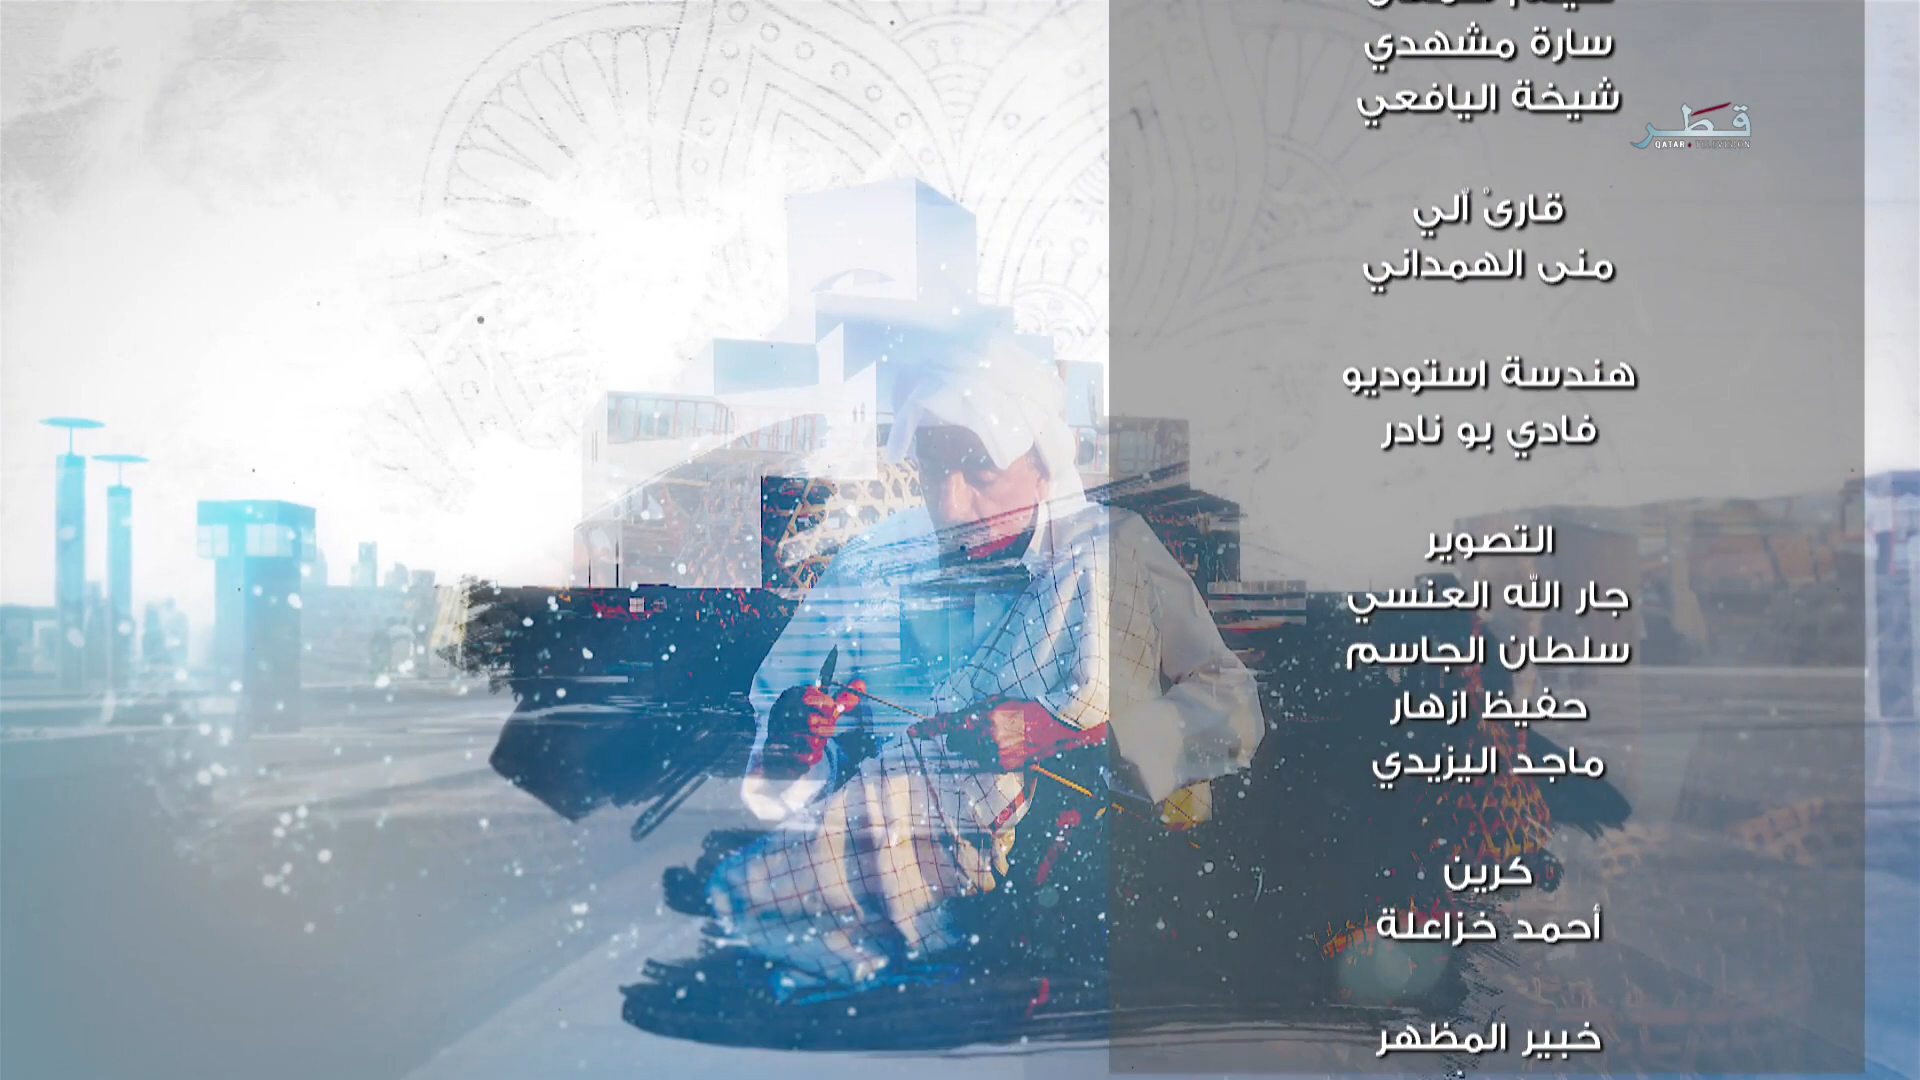 سارة مشهدي
شيخة اليافعي
قطر
QATAR TELEVISION
قارئ آلي
منى الهمداني
هندسة استوديو
فادي بو نادر
التصوير
جار الله العنسي
سلطان الجاسم
حفيظ ازهار
ماجد اليزيدي
كرين
أحمد خزاعلة
خبير المظهر